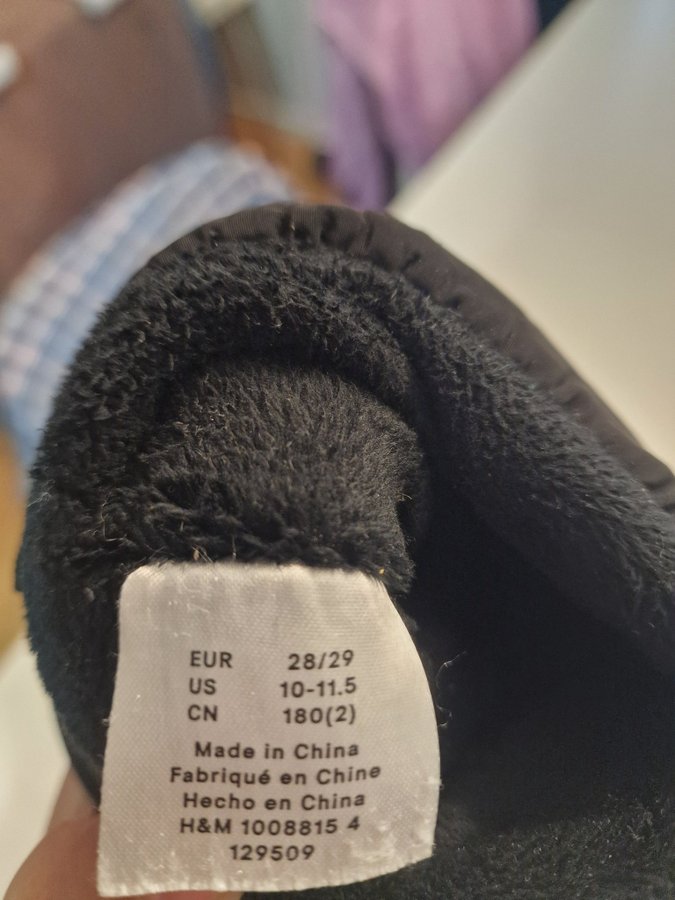 EUR 28/29
US 10-11.5
CN 180(2)
Made in China
Fabriqué en Chine
Hecho en China
H&M 1008815 4
129509